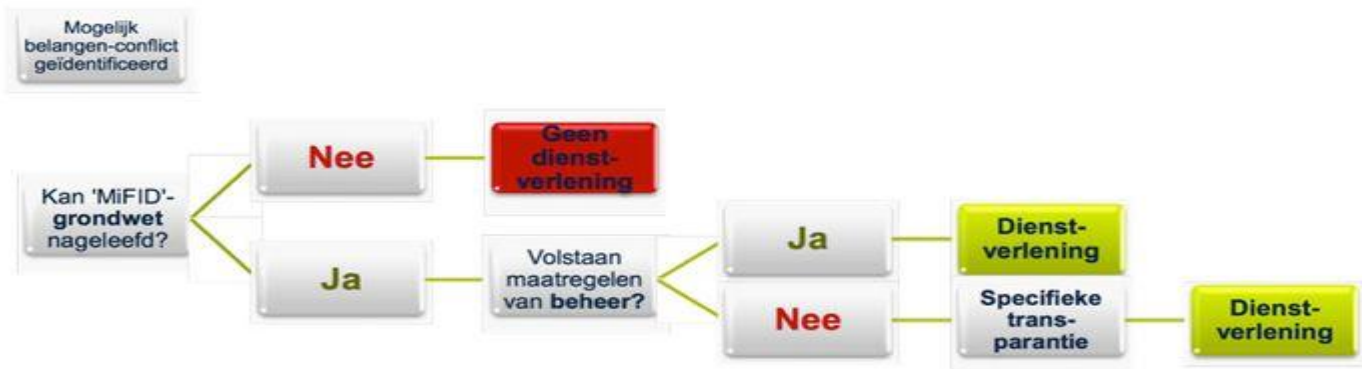 Mogelijk
belangen-conflict
geïdentificeerd
Kan 'MiFID'-
grondwet
nageleefd?
Nee
Geen
dienst-
verlening
Ja
Volstaan
maatregelen
van beheer?
Ja
Dienst-
verlening
Nee
Specifieke
trans-
parantie
Dienst-
verlening